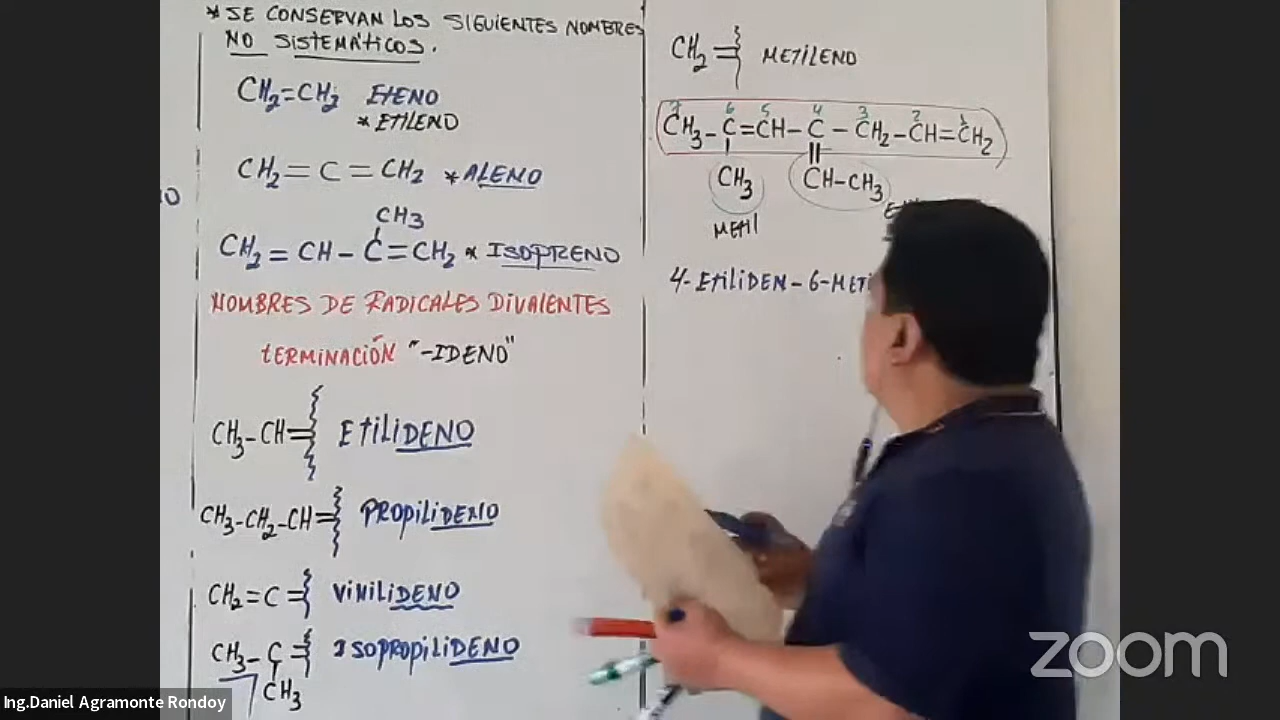 * SE CONSERVAN LOS SIGUIENTES NOMBRES
NO SISTEMÁTICOS.
CH2=CH2 ETENO
* ETILENO
CH2=C=CH2 * ALENO
CH3
CH2=CH-C=CH2 * ISOPRENO
NOMBRES DE RADICALES DIVALENTES
TERMINACIÓN "-IDENO"
CH3-CH= ETILIDENO
CH3-CH2-CH= PROPILIDENO
CH2=C= VINILIDENO
CH3-C= ISOPROPILIDENO
CH3
CH2= METILENO
7 6 5 4 3 2 1
CH3-C=CH-C-CH2-CH=CH2
CH3 CH-CH3
METIL
4-ETILIDEN-6-METI
Ing.Daniel Agramonte Rondoy
zoom